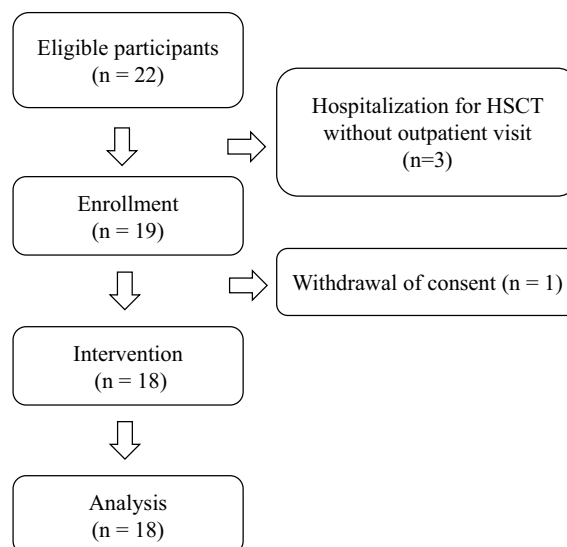 Eligible participants
(n = 22)
Hospitalization for HSCT
without outpatient visit
(n=3)
Enrollment
(n = 19)
Withdrawal of consent (n = 1)
Intervention
(n = 18)
Analysis
(n = 18)